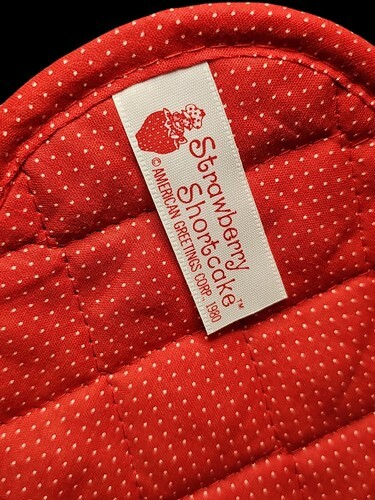 Strawberry
Shortcake™
© AMERICAN GREETINGS CORP. 1980